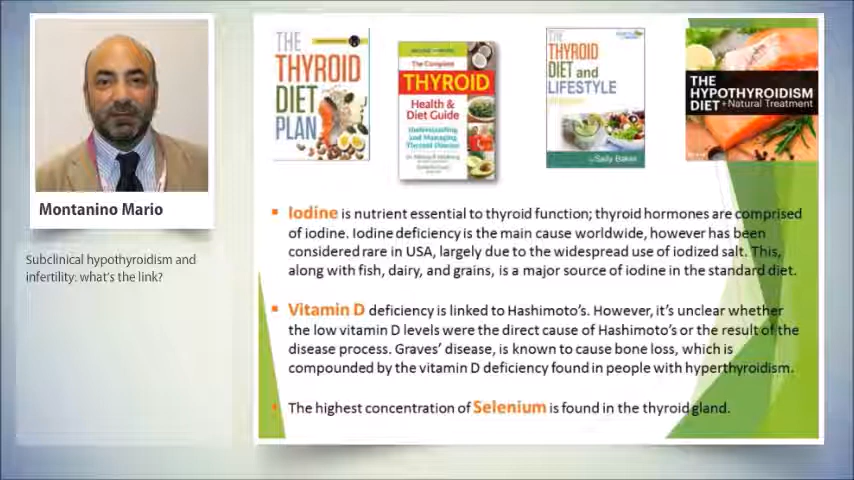 THE
THYROID
DIET
PLAN
The Complete
THYROID
Health &
Diet Guide
Understanding
and Managing
Thyroid Disease
THE
THYROID
DIET and
LIFESTYLE
Sally Baker
THE
HYPOTHYROIDISM
DIET + Natural Treatment
Montanino Mario
Subclinical hypothyroidism and
infertility: what's the link?
▪ Iodine is nutrient essential to thyroid function; thyroid hormones are comprised
of iodine. Iodine deficiency is the main cause worldwide, however has been
considered rare in USA, largely due to the widespread use of iodized salt. This,
along with fish, dairy, and grains, is a major source of iodine in the standard diet.
▪ Vitamin D deficiency is linked to Hashimoto's. However, it's unclear whether
the low vitamin D levels were the direct cause of Hashimoto's or the result of the
disease process. Graves' disease, is known to cause bone loss, which is
compounded by the vitamin D deficiency found in people with hyperthyroidism.
▪ The highest concentration of Selenium is found in the thyroid gland.